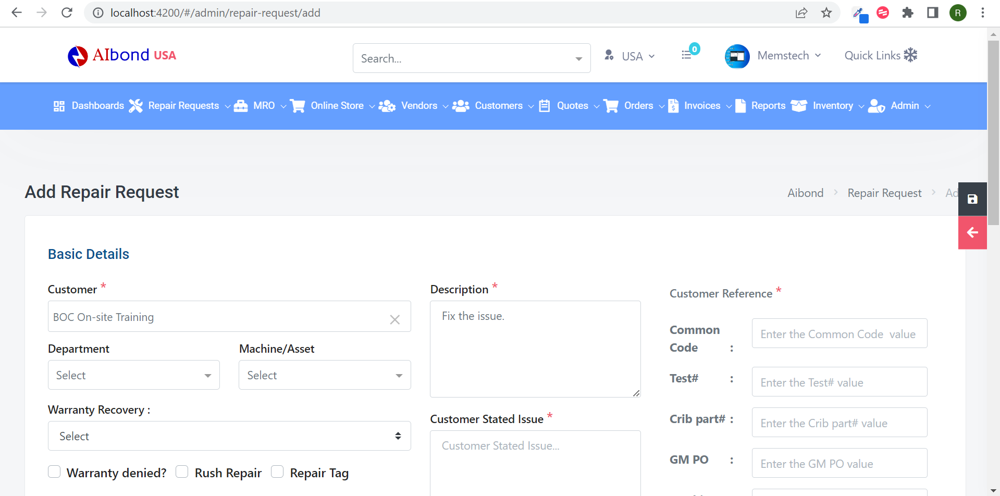 localhost:4200/#/admin/repair-request/add
R
AIbond USA
Search...
USA
0
Memstech
Quick Links
Dashboards
Repair Requests
MRO
Online Store
Vendors
Customers
Quotes
Orders
Invoices
Reports
Inventory
Admin
Add Repair Request
Aibond
Repair Request
Ad
Basic Details
Customer *
BOC On-site Training
Department
Select
Machine/Asset
Select
Warranty Recovery :
Select
Warranty denied?
Rush Repair
Repair Tag
Description *
Fix the issue.
Customer Stated Issue *
Customer Stated Issue...
Customer Reference *
Common
Code :
Enter the Common Code value
Test# :
Enter the Test# value
Crib part# :
Enter the Crib part# value
GM PO :
Enter the GM PO value